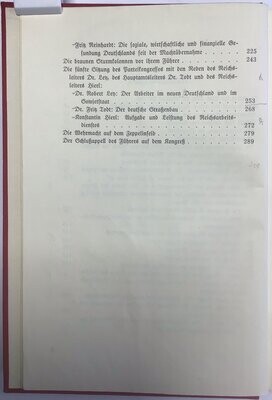 –Fritz Reinhardt: Die soziale, wirtschaftliche und finanzielle Gesundung Deutschlands seit der Machtübernahme . . . . 225
Die braunen Sturmkolonnen vor ihrem Führer . . . . . . . 243
Die fünfte Sitzung des Parteikongresses mit den Reden des Reichs-
leiters Dr. Ley, des Hauptamtsleiters Dr. Todt und des Reichs-
leiters Hierl:
–Dr. Robert Ley: Der Arbeiter im neuen Deutschland und im
Sowjetstaat . . . . . . . . . . . . . . . 253
–Dr. Fritz Todt: Der deutsche Straßenbau . . . . . . . 268
–Konstantin Hierl: Aufgabe und Leistung des Reichsarbeits-
dienstes . . . . . . . . . . . . . . . . 272
Die Wehrmacht auf dem Zeppelinfeld . . . . . . . . . . 279
Der Schlußappell des Führers auf dem Kongreß . . . . . . 289